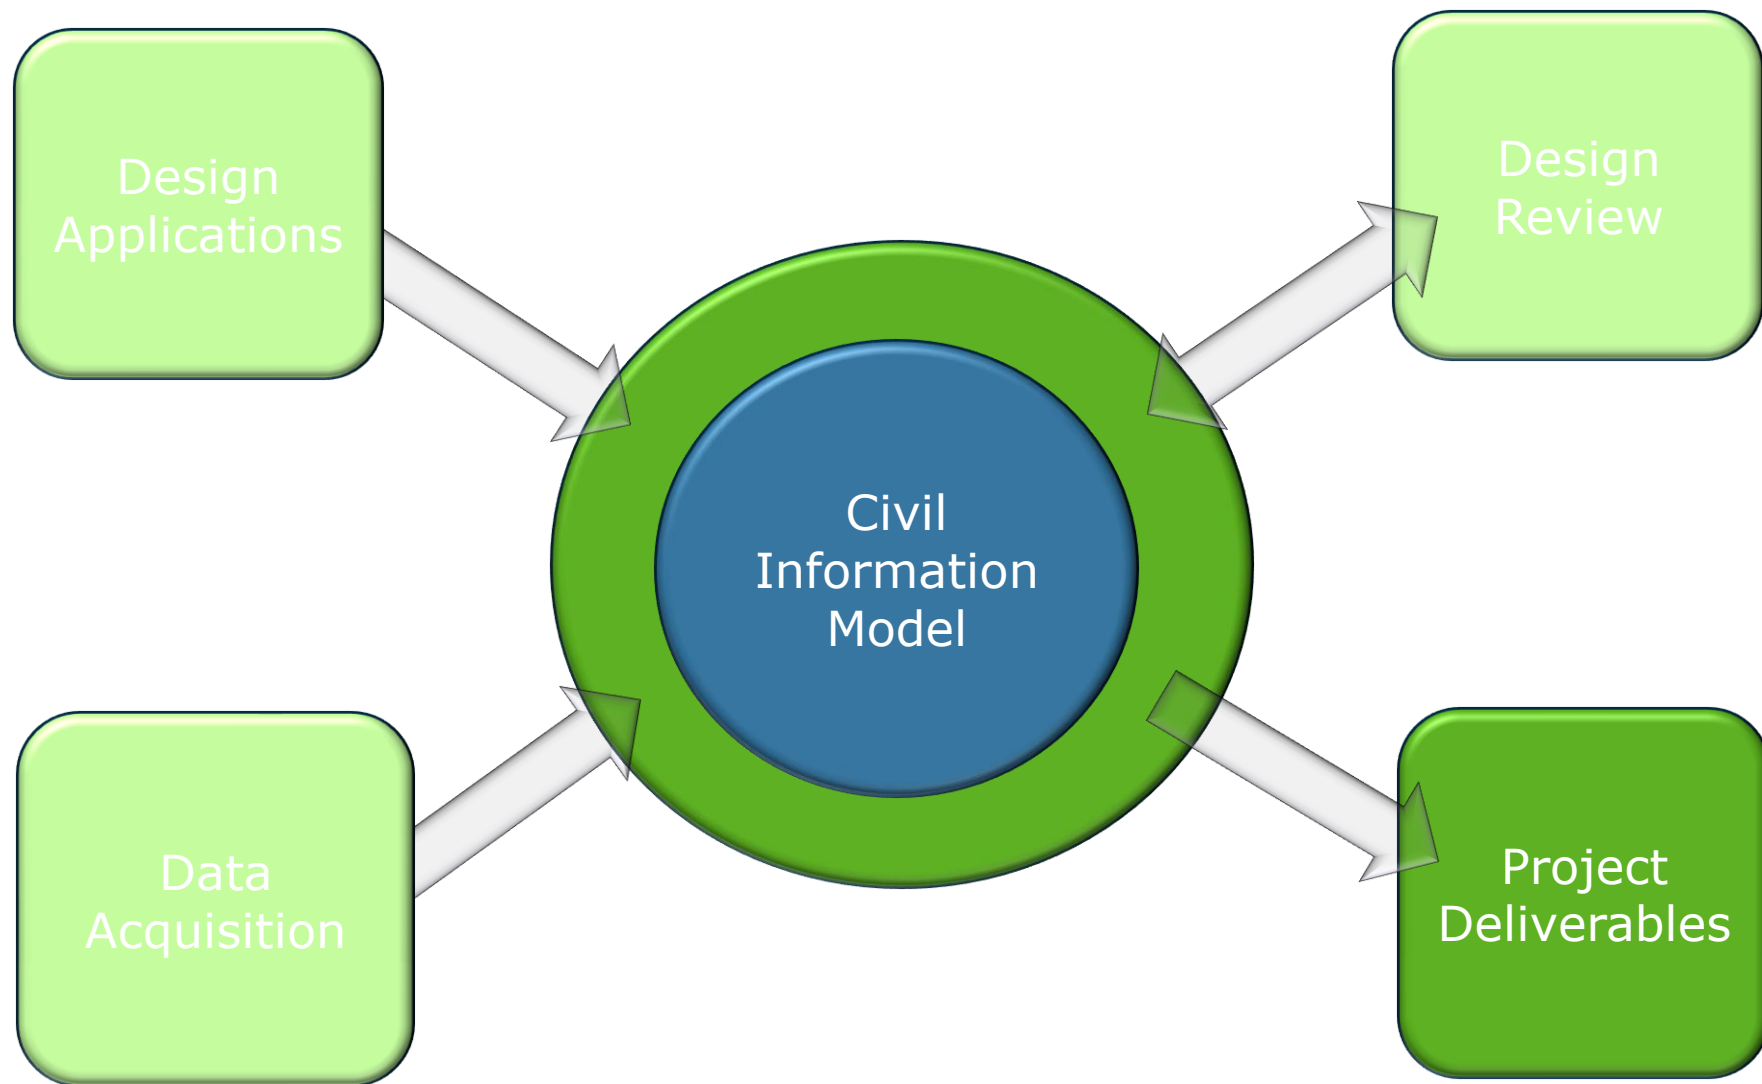 Design
Applications
Design
Review
Civil
Information
Model
Data
Acquisition
Project
Deliverables